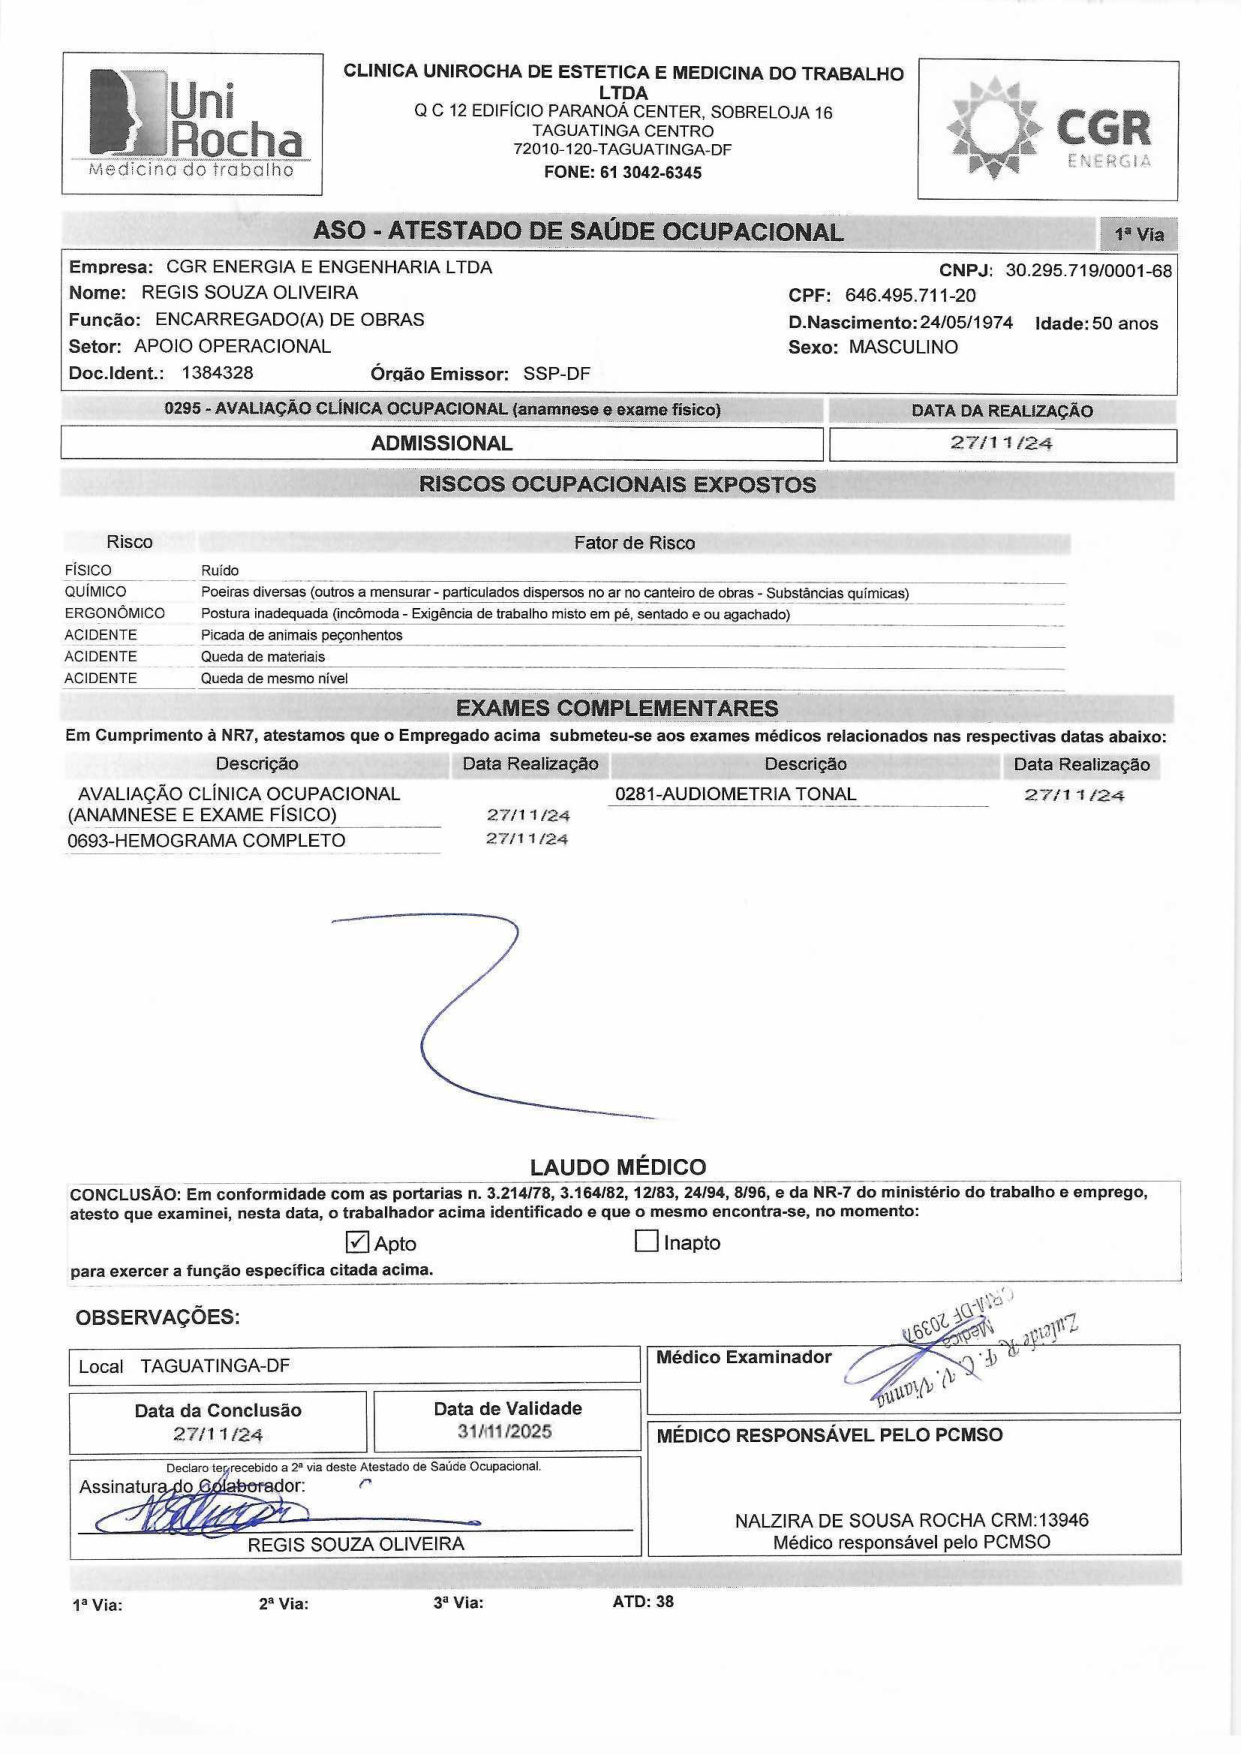 Uni
Rocha
Medicina do trabalho
CLINICA UNIROCHA DE ESTETICA E MEDICINA DO TRABALHO
LTDA
Q C 12 EDIFÍCIO PARANOÁ CENTER, SOBRELOJA 16
TAGUATINGA CENTRO
72010-120-TAGUATINGA-DF
FONE: 61 3042-6345
CGR
ENERGIA
ASO - ATESTADO DE SAÚDE OCUPACIONAL 1ª Via
Empresa: CGR ENERGIA E ENGENHARIA LTDA CNPJ: 30.295.719/0001-68
Nome: REGIS SOUZA OLIVEIRA CPF: 646.495.711-20
Funcão: ENCARREGADO(A) DE OBRAS D.Nascimento: 24/05/1974 Idade: 50 anos
Setor: APOIO OPERACIONAL Sexo: MASCULINO
Doc.Ident.: 1384328 Órgão Emissor: SSP-DF
0295 - AVALIAÇÃO CLÍNICA OCUPACIONAL (anamnese e exame físico) DATA DA REALIZAÇÃO
ADMISSIONAL 27/11/24
RISCOS OCUPACIONAIS EXPOSTOS
Risco Fator de Risco
FÍSICO Ruído
QUÍMICO Poeiras diversas (outros a mensurar - particulados dispersos no ar no canteiro de obras - Substâncias químicas)
ERGONÔMICO Postura inadequada (incômoda - Exigência de trabalho misto em pé, sentado e ou agachado)
ACIDENTE Picada de animais peçonhentos
ACIDENTE Queda de materiais
ACIDENTE Queda de mesmo nível
EXAMES COMPLEMENTARES
Em Cumprimento à NR7, atestamos que o Empregado acima submeteu-se aos exames médicos relacionados nas respectivas datas abaixo:
Descrição Data Realização Descrição Data Realização
AVALIAÇÃO CLÍNICA OCUPACIONAL 0281-AUDIOMETRIA TONAL 27/11/24
(ANAMNESE E EXAME FÍSICO) 27/11/24
0693-HEMOGRAMA COMPLETO 27/11/24
LAUDO MÉDICO
CONCLUSÃO: Em conformidade com as portarias n. 3.214/78, 3.164/82, 12/83, 24/94, 8/96, e da NR-7 do ministério do trabalho e emprego,
atesto que examinei, nesta data, o trabalhador acima identificado e que o mesmo encontra-se, no momento:
Apto Inapto
para exercer a função específica citada acima.
OBSERVAÇÕES:
Local TAGUATINGA-DF
Médico Examinador
Zuleide R. F. C. V. Vianna
Médica
CRM-DF 20397
Data da Conclusão Data de Validade
27/11/24 31/11/2025
MÉDICO RESPONSÁVEL PELO PCMSO
Declaro ter recebido a 2ª via deste Atestado de Saúde Ocupacional.
Assinatura do Colaborador:
REGIS SOUZA OLIVEIRA
NALZIRA DE SOUSA ROCHA CRM:13946
Médico responsável pelo PCMSO
1ª Via: 2ª Via: 3ª Via: ATD: 38